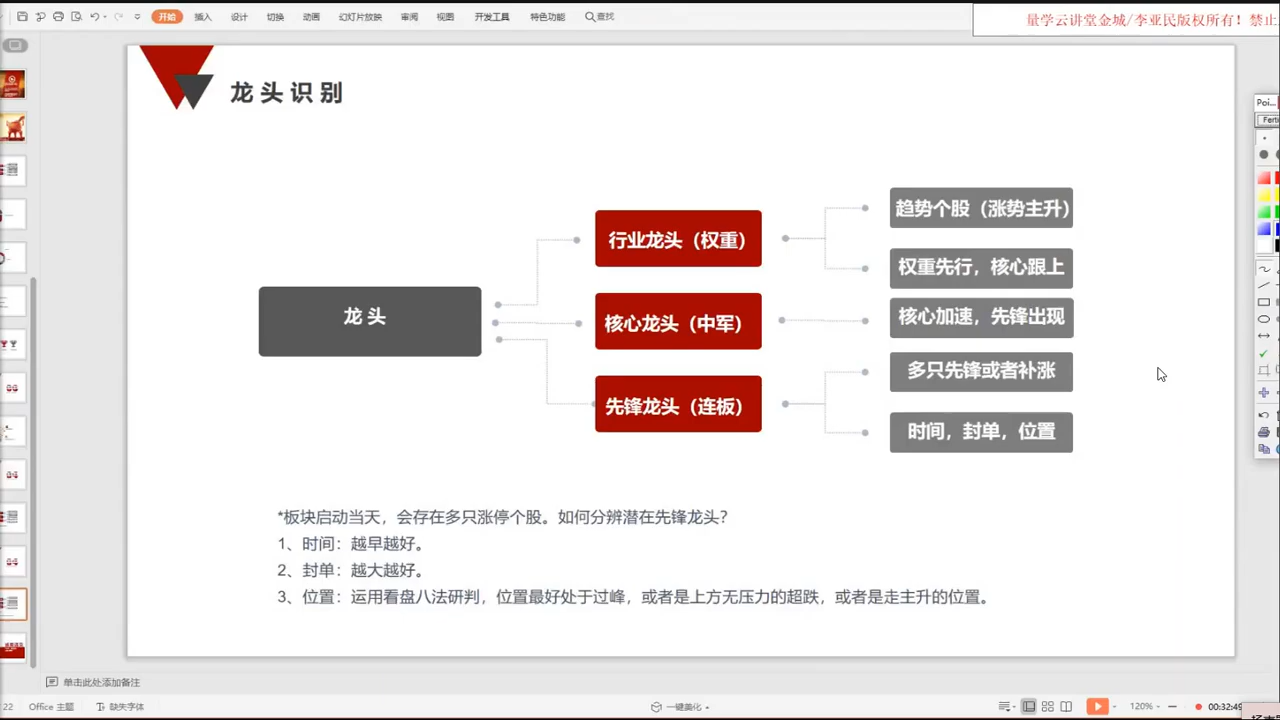 开始 插入 设计 切换 动画 幻灯片放映 审阅 视图 开发工具 特色功能 查找
量学云讲堂金城/李亚民版权所有！禁止
龙头识别
龙头
行业龙头（权重）
核心龙头（中军）
先锋龙头（连板）
趋势个股（涨势主升）
权重先行，核心跟上
核心加速，先锋出现
多只先锋或者补涨
时间，封单，位置
*板块启动当天，会存在多只涨停个股。如何分辨潜在先锋龙头？
1、时间：越早越好。
2、封单：越大越好。
3、位置：运用看盘八法研判，位置最好处于过峰，或者是上方无压力的超跌，或者是走主升的位置。
Poi...
单击此处添加备注
22 Office 主题 缺失字体 一键美化 120% 00:32:49